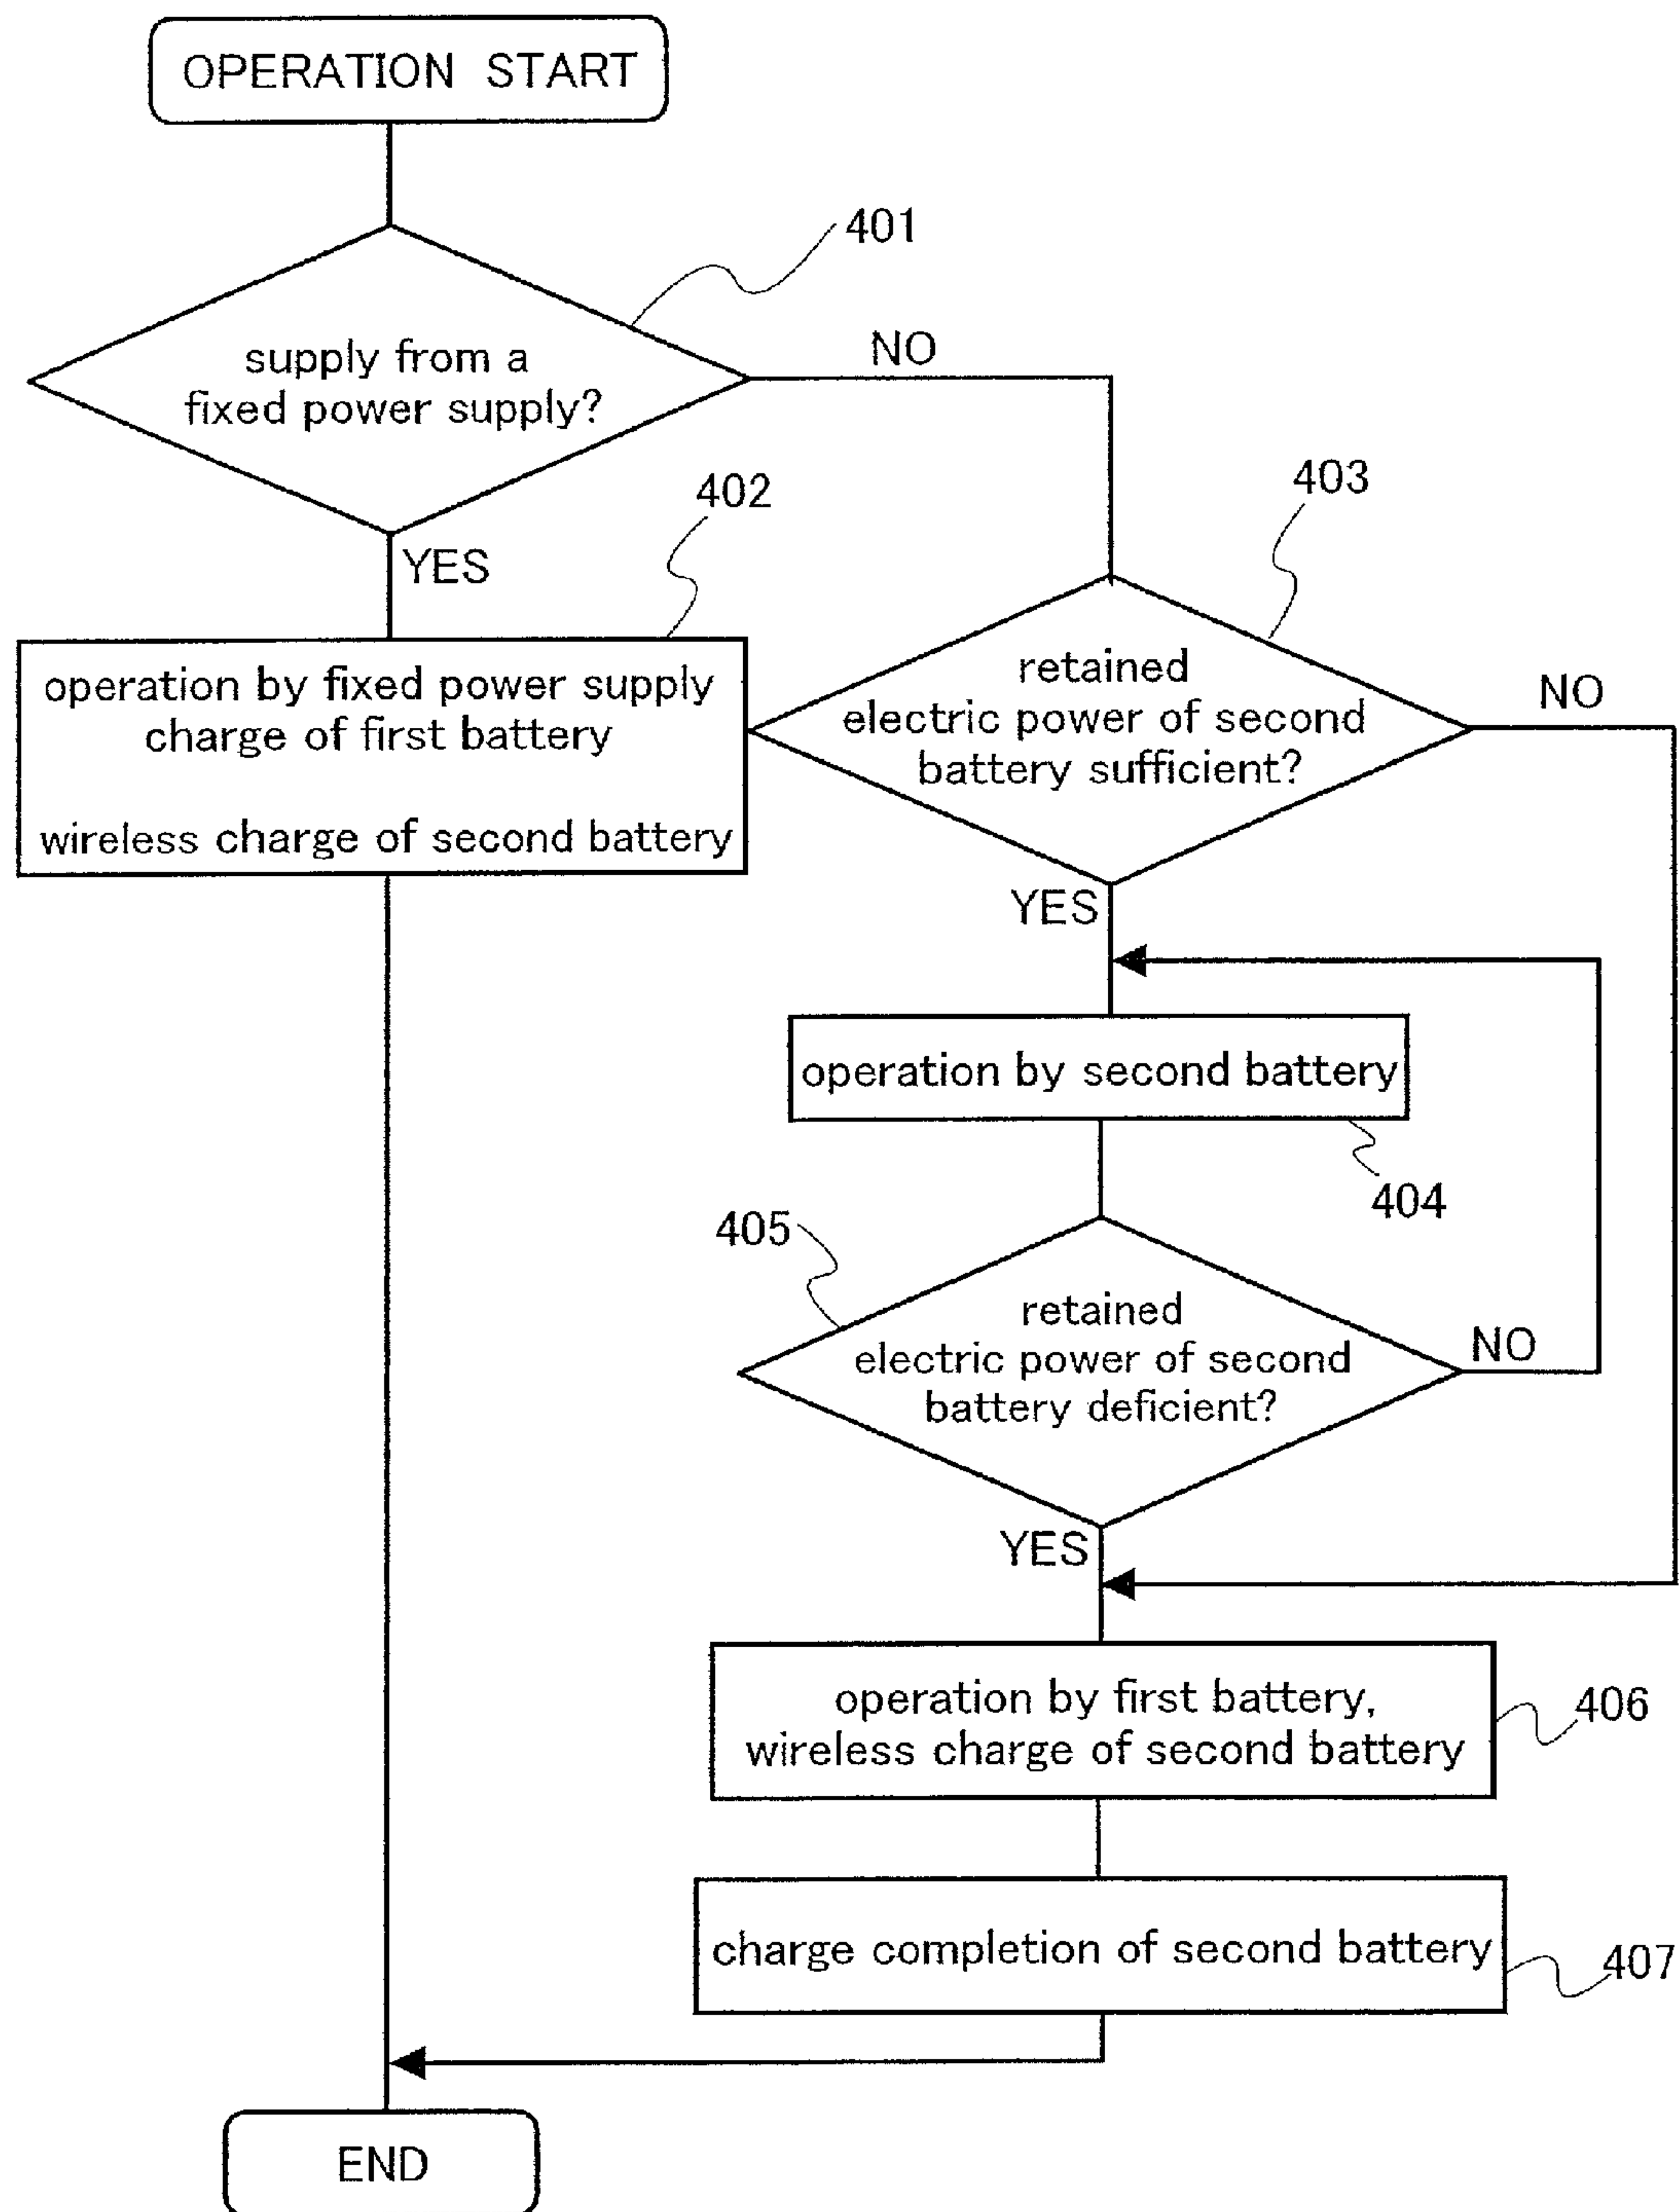 OPERATION START
401
supply from a
fixed power supply?
NO
YES
402
operation by fixed power supply
charge of first battery
wireless charge of second battery
403
retained
electric power of second
battery sufficient?
NO
YES
operation by second battery
404
405
retained
electric power of second
battery deficient?
NO
YES
operation by first battery,
wireless charge of second battery
406
charge completion of second battery
407
END